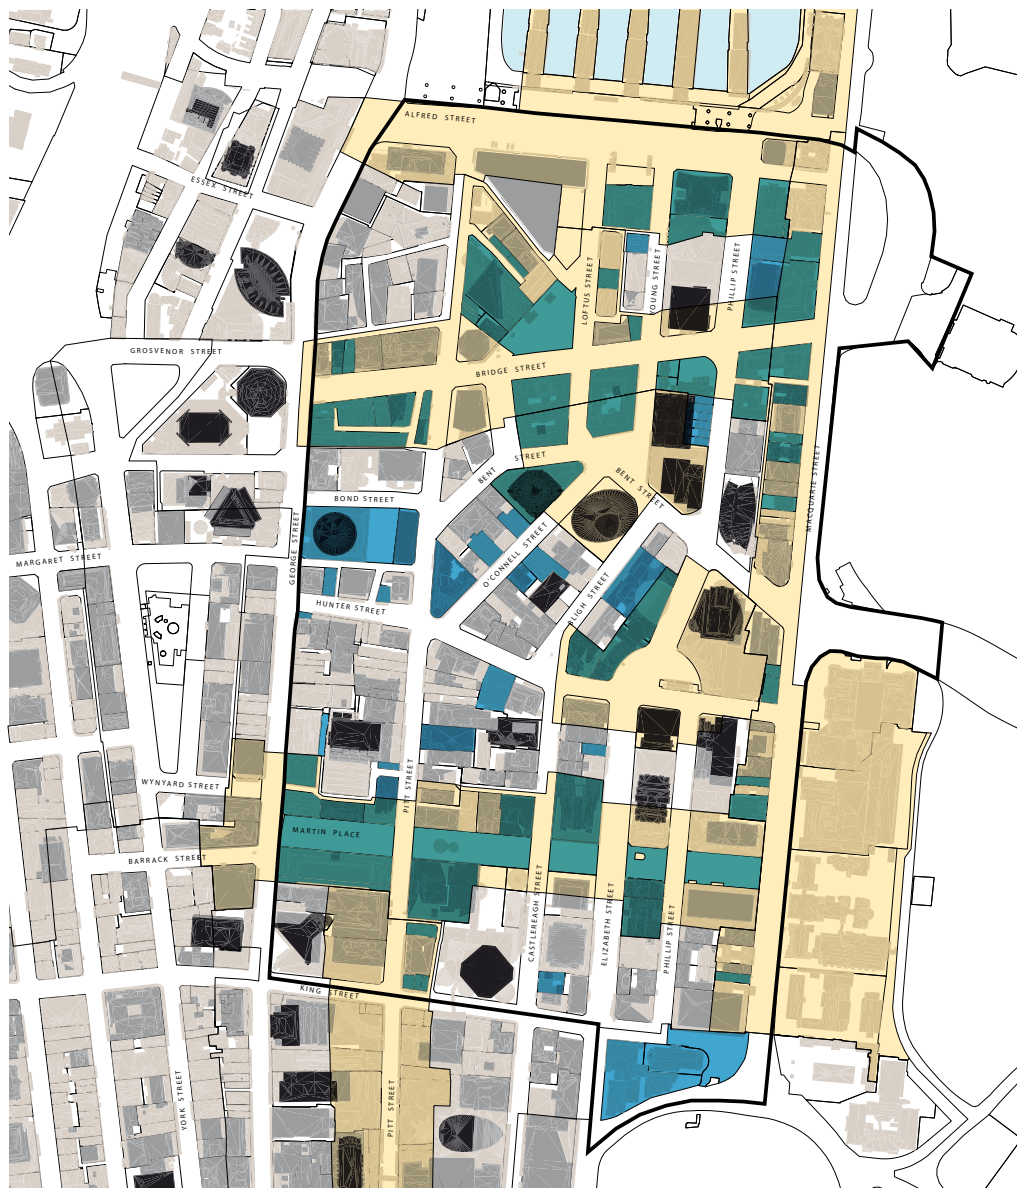 ALFRED STREET
ESSEX STREET
LOFTUS STREET
YOUNG STREET
PHILLIP STREET
GROSVENOR STREET
BRIDGE STREET
BENT STREET
BENT STREET
MACQUARIE STREET
BOND STREET
GEORGE STREET
O'CONNELL STREET
MARGARET STREET
BLIGH STREET
HUNTER STREET
WYNYARD STREET
PITT STREET
MARTIN PLACE
BARRACK STREET
CASTLEREAGH STREET
ELIZABETH STREET
PHILLIP STREET
KING STREET
YORK STREET
PITT STREET